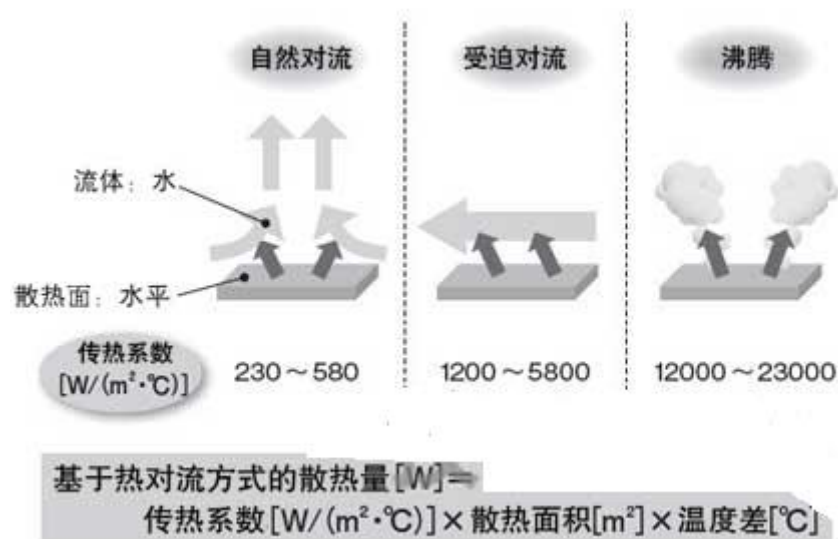 自然对流
受迫对流
沸腾
流体：水
散热面：水平
传热系数
[W/(m²·℃)]
230～580
1200～5800
12000～23000
基于热对流方式的散热量[W]=
传热系数[W/(m²·℃)]×散热面积[m²]×温度差[℃]